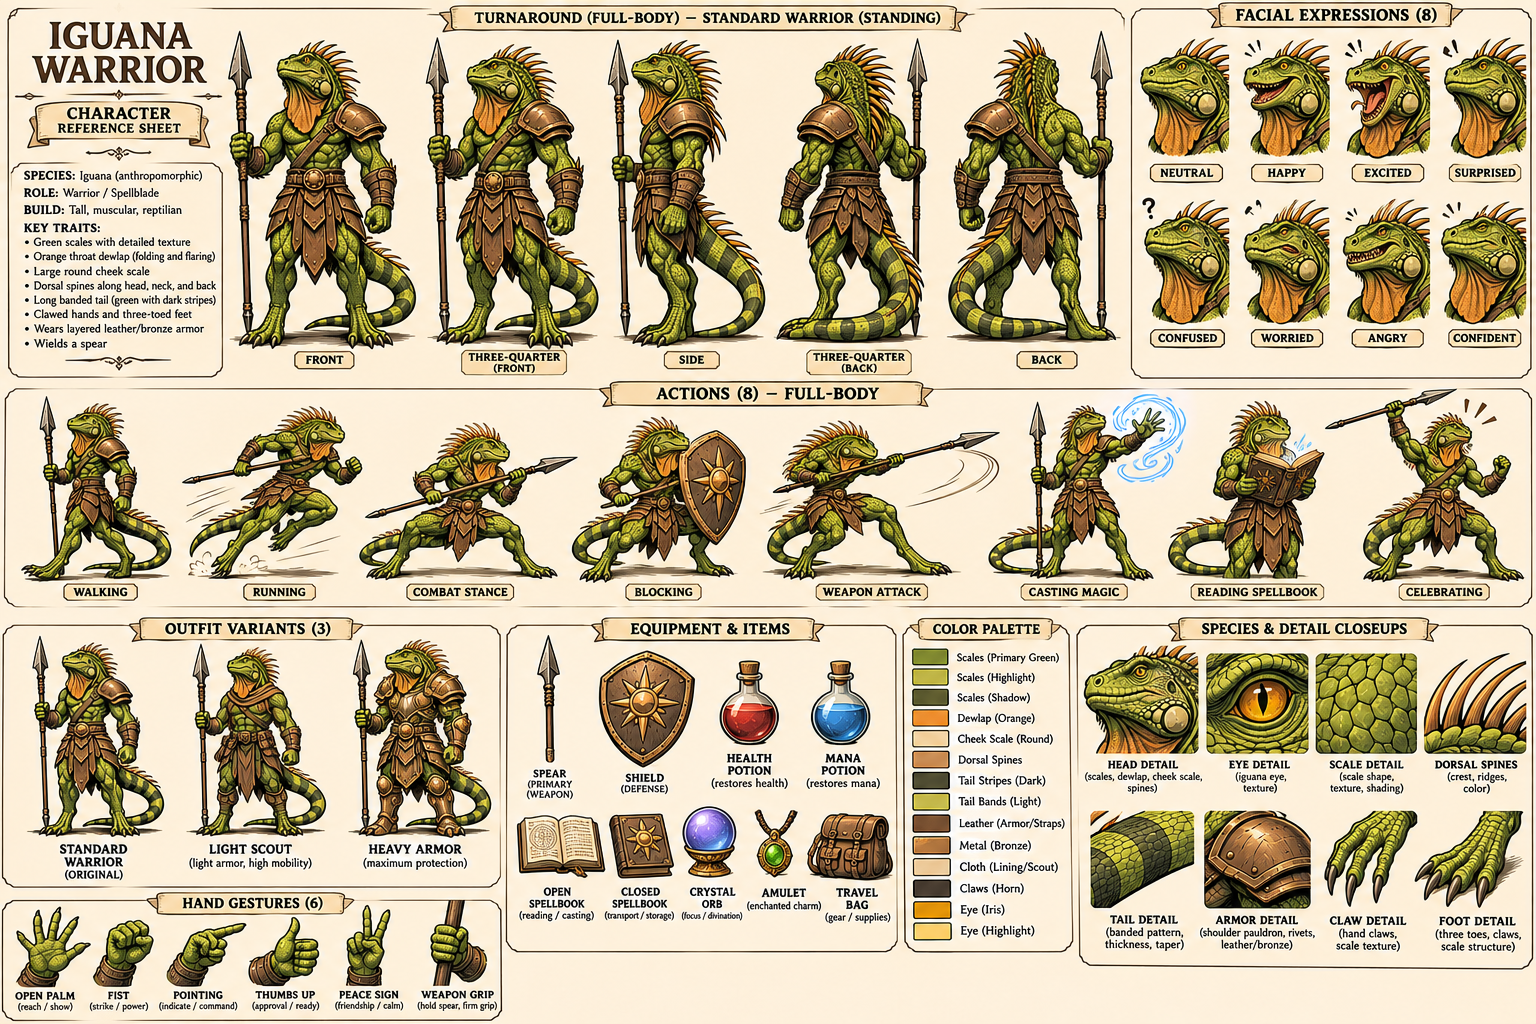 IGUANA
WARRIOR
CHARACTER
REFERENCE SHEET
SPECIES: Iguana (anthropomorphic)
ROLE: Warrior / Spellblade
BUILD: Tall, muscular, reptilian
KEY TRAITS:
• Green scales with detailed texture
• Orange throat dewlap (folding and flaring)
• Large round cheek scale
• Dorsal spines along head, neck, and back
• Long banded tail (green with dark stripes)
• Clawed hands and three-toed feet
• Wears layered leather/bronze armor
• Wields a spear
TURNAROUND (FULL-BODY) – STANDARD WARRIOR (STANDING)
FRONT
THREE-QUARTER
(FRONT)
SIDE
THREE-QUARTER
(BACK)
BACK
FACIAL EXPRESSIONS (8)
NEUTRAL
HAPPY
EXCITED
SURPRISED
?
CONFUSED
WORRIED
ANGRY
CONFIDENT
ACTIONS (8) – FULL-BODY
WALKING
RUNNING
COMBAT STANCE
BLOCKING
WEAPON ATTACK
CASTING MAGIC
READING SPELLBOOK
CELEBRATING
OUTFIT VARIANTS (3)
STANDARD
WARRIOR
(ORIGINAL)
LIGHT SCOUT
(light armor, high mobility)
HEAVY ARMOR
(maximum protection)
HAND GESTURES (6)
OPEN PALM
(reach / show)
FIST
(strike / power)
POINTING
(indicate / command)
THUMBS UP
(approval / ready)
PEACE SIGN
(friendship / calm)
WEAPON GRIP
(hold spear, firm grip)
EQUIPMENT & ITEMS
SPEAR
(PRIMARY
WEAPON)
SHIELD
(DEFENSE)
HEALTH
POTION
(restores health)
MANA
POTION
(restores mana)
OPEN
SPELLBOOK
(reading / casting)
CLOSED
SPELLBOOK
(transport / storage)
CRYSTAL
ORB
(focus / divination)
AMULET
(enchanted charm)
TRAVEL
BAG
(gear / supplies)
COLOR PALETTE
Scales (Primary Green)
Scales (Highlight)
Scales (Shadow)
Dewlap (Orange)
Cheek Scale (Round)
Dorsal Spines
Tail Stripes (Dark)
Tail Bands (Light)
Leather (Armor/Straps)
Metal (Bronze)
Cloth (Lining/Scout)
Claws (Horn)
Eye (Iris)
Eye (Highlight)
SPECIES & DETAIL CLOSEUPS
HEAD DETAIL
(scales, dewlap, cheek scale,
spines)
EYE DETAIL
(iguana eye,
texture)
SCALE DETAIL
(scale shape,
texture, shading)
DORSAL SPINES
(crest, ridges,
color)
TAIL DETAIL
(banded pattern,
thickness, taper)
ARMOR DETAIL
(shoulder pauldron, rivets,
leather/bronze)
CLAW DETAIL
(hand claws,
scale texture)
FOOT DETAIL
(three toes, claws,
scale structure)